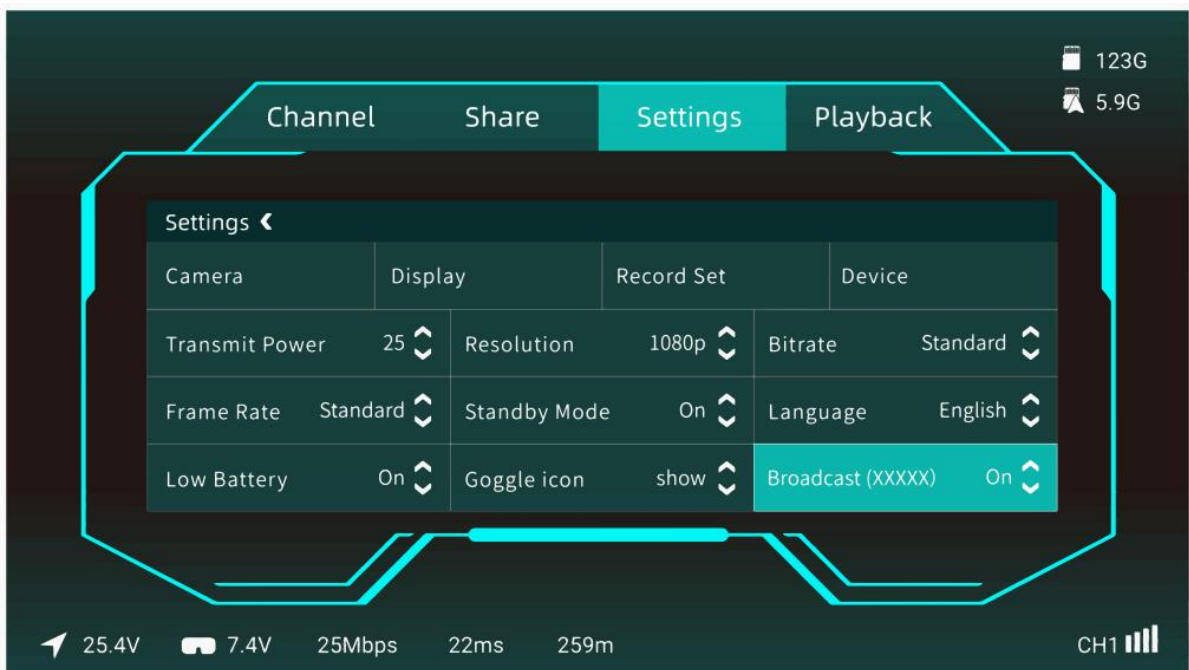 123G
5.9G
Channel Share Settings Playback
Settings
Camera Display Record Set Device
Transmit Power 25 Resolution 1080p Bitrate Standard
Frame Rate Standard Standby Mode On Language English
Low Battery On Goggle icon show Broadcast (XXXXX) On
25.4V 7.4V 25Mbps 22ms 259m CH1